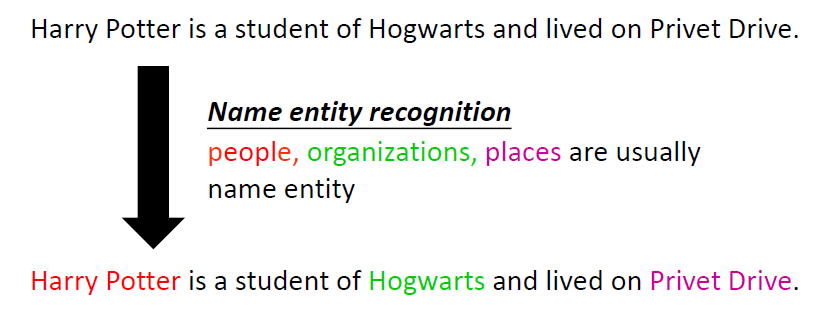 Harry Potter is a student of Hogwarts and lived on Privet Drive.
Name entity recognition
people, organizations, places are usually
name entity
Harry Potter is a student of Hogwarts and lived on Privet Drive.